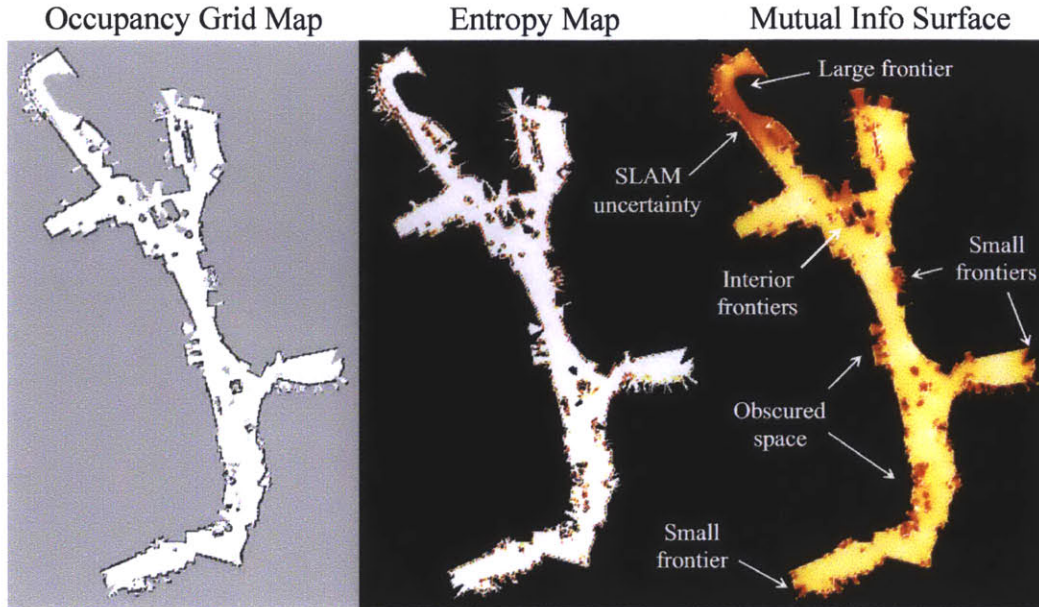 Occupancy Grid Map
Entropy Map
Mutual Info Surface
Large frontier
SLAM
uncertainty
Small
frontiers
Interior
frontiers
Obscured
space
Small
frontier